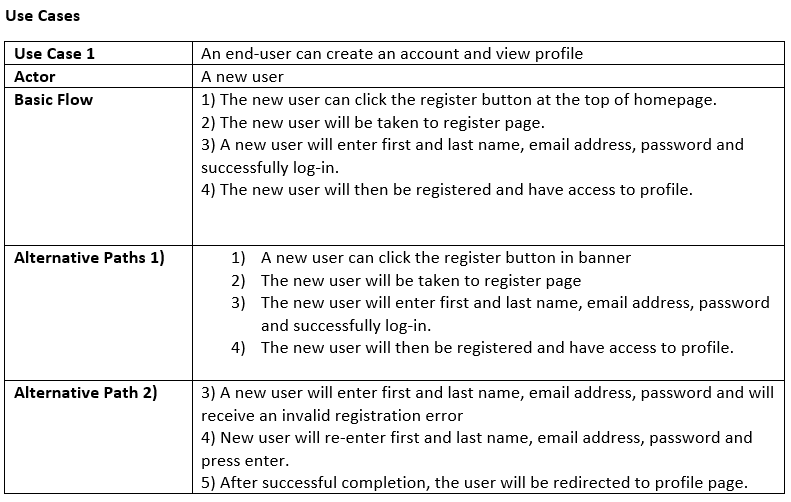 Use Cases
Use Case 1
An end-user can create an account and view profile
Actor
A new user
Basic Flow
1) The new user can click the register button at the top of homepage.
2) The new user will be taken to register page.
3) A new user will enter first and last name, email address, password and
successfully log-in.
4) The new user will then be registered and have access to profile.
Alternative Paths 1)
1) A new user can click the register button in banner
2) The new user will be taken to register page
3) The new user will enter first and last name, email address, password
and successfully log-in.
4) The new user will then be registered and have access to profile.
Alternative Path 2)
3) A new user will enter first and last name, email address, password and will
receive an invalid registration error
4) New user will re-enter first and last name, email address, password and
press enter.
5) After successful completion, the user will be redirected to profile page.